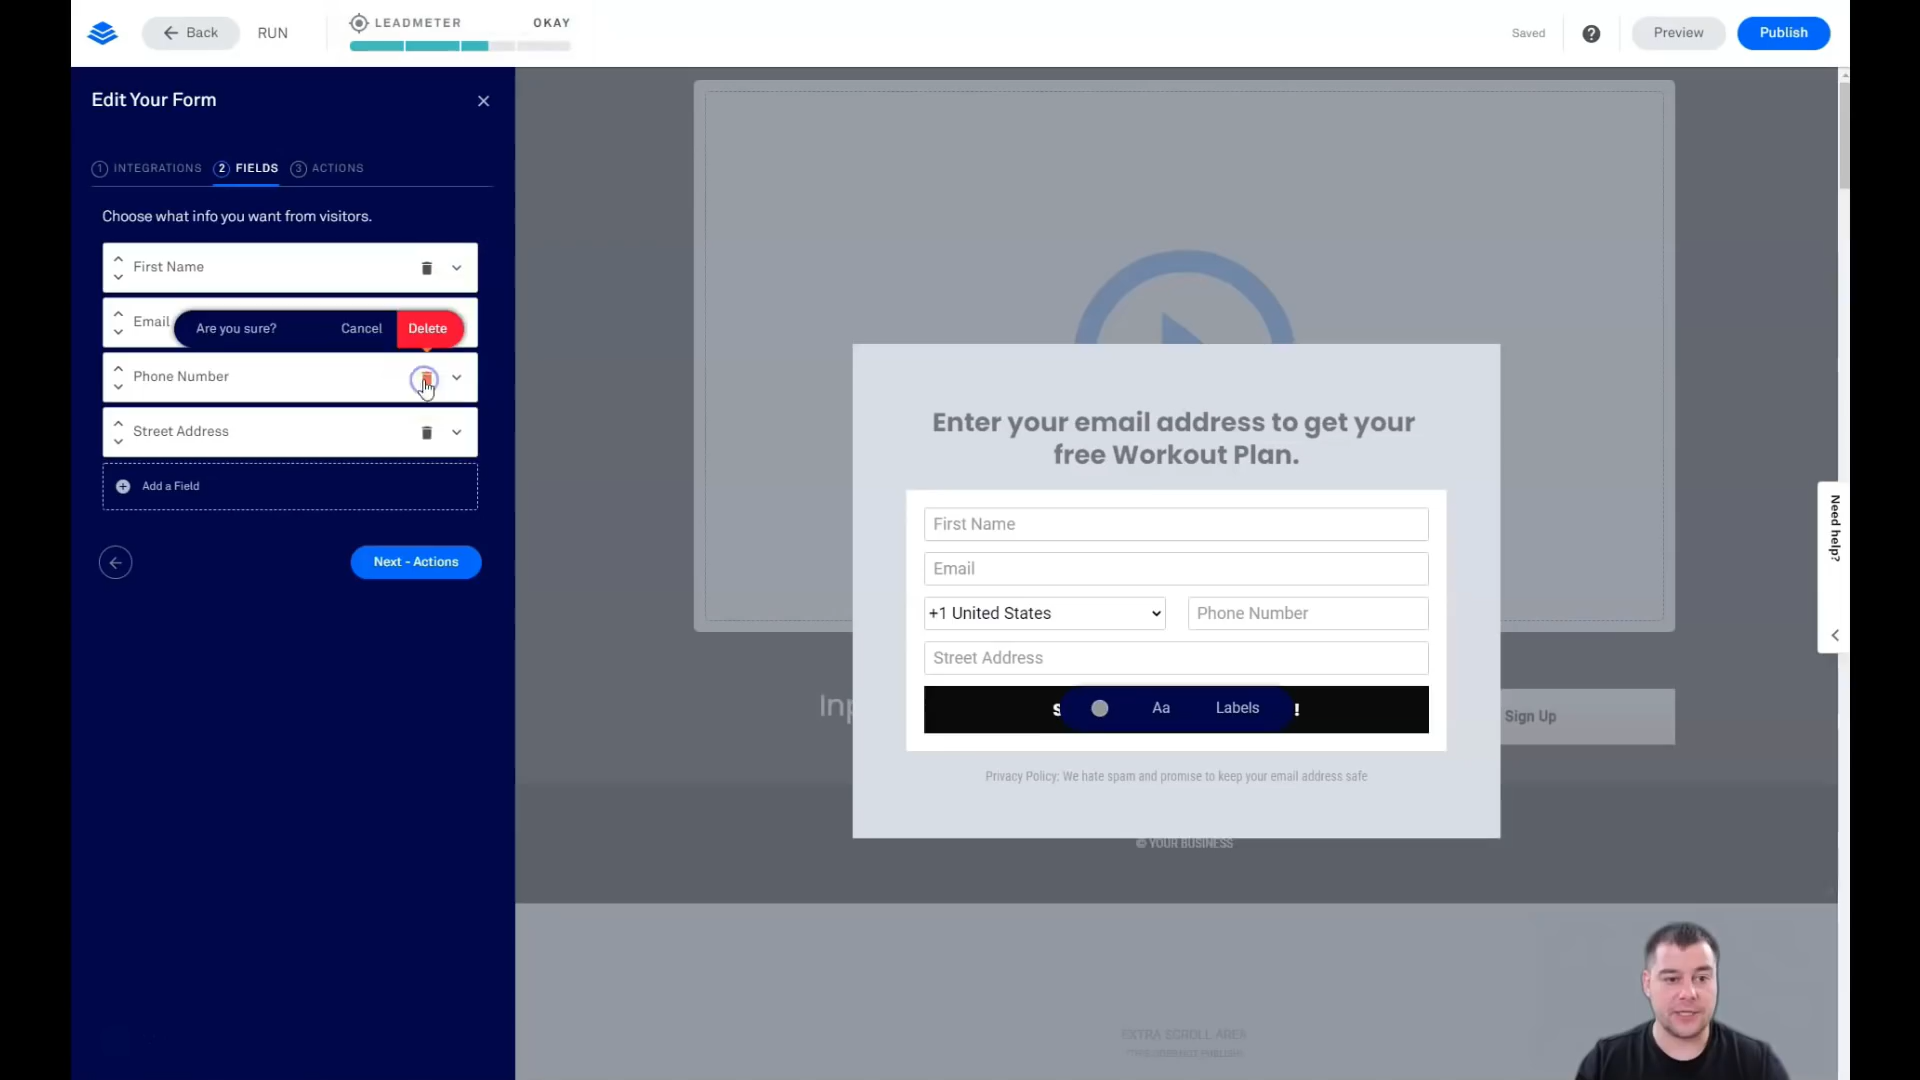 Back
RUN
LEADMETER
OKAY
Saved
?
Preview
Publish
Edit Your Form
1 INTEGRATIONS
2 FIELDS
3 ACTIONS
Choose what info you want from visitors.
First Name
Email
Are you sure?
Cancel
Delete
Phone Number
Street Address
Add a Field
Next - Actions
Enter your email address to get your
free Workout Plan.
First Name
Email
+1 United States
Phone Number
Street Address
S
Aa
Labels
!
Privacy Policy: We hate spam and promise to keep your email address safe
Inp
Sign Up
© YOUR BUSINESS
EXTRA SCROLL AREA
Need help?